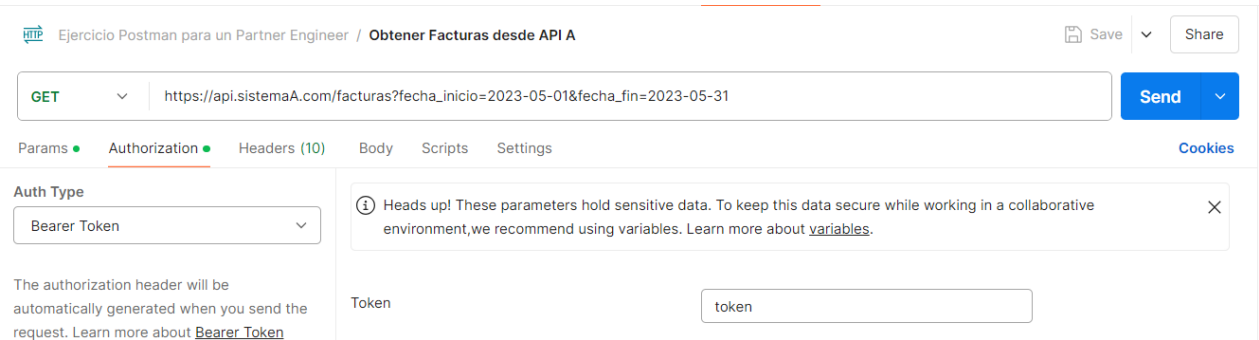 HTTP Ejercicio Postman para un Partner Engineer / Obtener Facturas desde API A Save Share
GET https://api.sistemaA.com/facturas?fecha_inicio=2023-05-01&fecha_fin=2023-05-31 Send
Params Authorization Headers (10) Body Scripts Settings Cookies
Auth Type
Bearer Token
The authorization header will be
automatically generated when you send the
request. Learn more about Bearer Token
Heads up! These parameters hold sensitive data. To keep this data secure while working in a collaborative
environment,we recommend using variables. Learn more about variables.
Token token